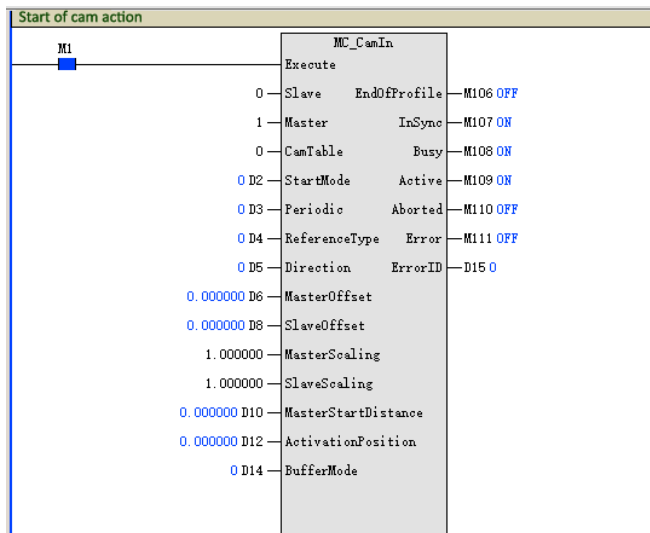 Start of cam action
M1
MC_CamIn
Execute
0 Slave EndOfProfile M106 OFF
1 Master InSync M107 ON
0 CamTable Busy M108 ON
0 D2 StartMode Active M109 ON
0 D3 Periodic Aborted M110 OFF
0 D4 ReferenceType Error M111 OFF
0 D5 Direction ErrorID D15 0
0.000000 D6 MasterOffset
0.000000 D8 SlaveOffset
1.000000 MasterScaling
1.000000 SlaveScaling
0.000000 D10 MasterStartDistance
0.000000 D12 ActivationPosition
0 D14 BufferMode